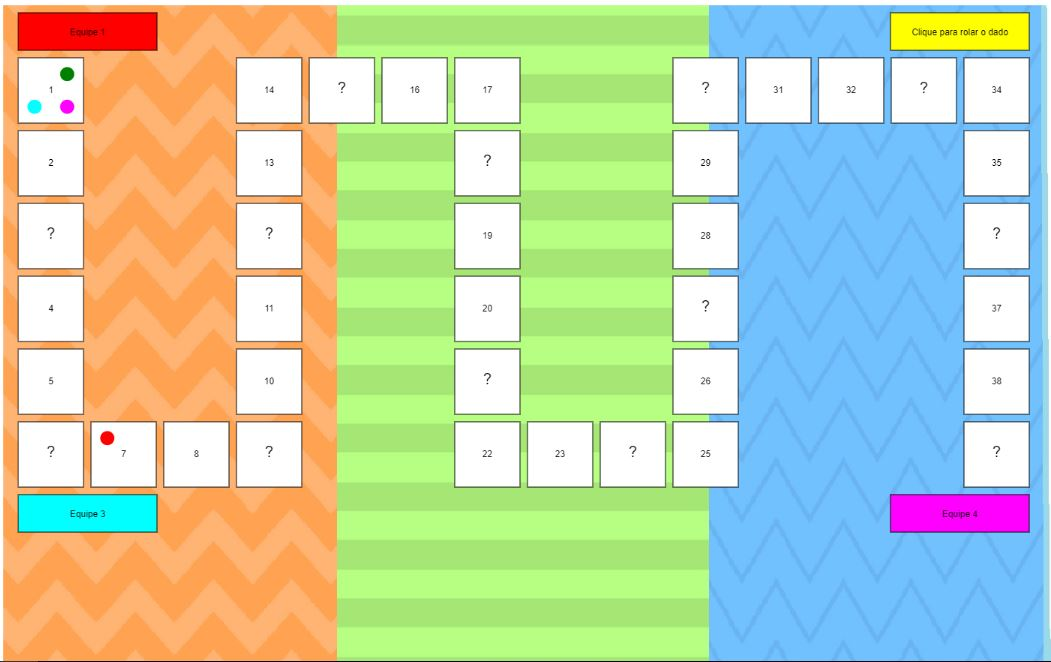 Equipe 1
Clique para rolar o dado
1 14 ? 16 17 ? 31 32 ? 34
2 13 ? 29 35
? ? 19 28 ?
4 11 20 ? 37
5 10 ? 26 38
? 7 8 ? 22 23 ? 25 ?
Equipe 3
Equipe 4